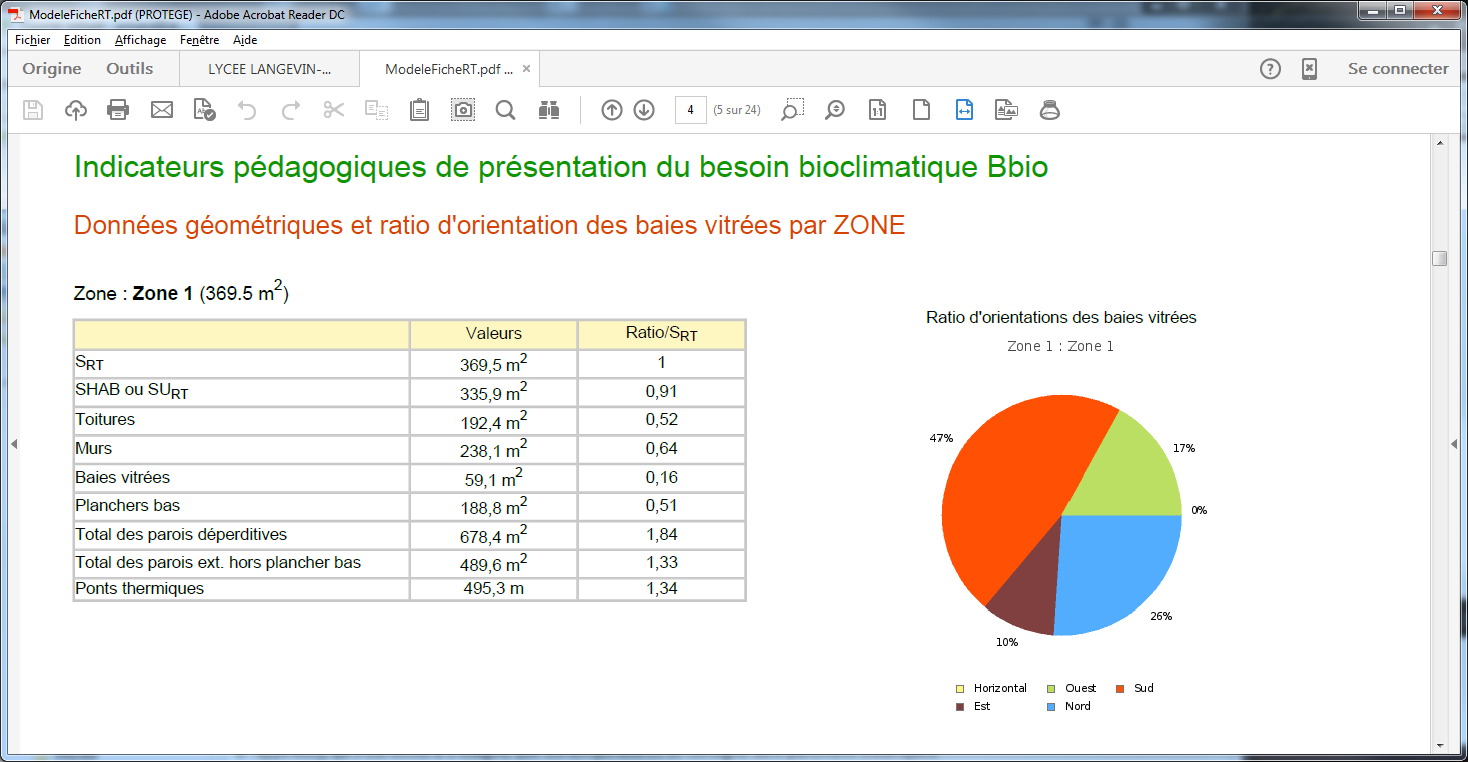 ModeleFicheRT.pdf (PROTEGE) - Adobe Acrobat Reader DC
Fichier Edition Affichage Fenêtre Aide
Origine Outils LYCEE LANGEVIN-... ModeleFicheRT.pdf ... × Se connecter
4 (5 sur 24)
Indicateurs pédagogiques de présentation du besoin bioclimatique Bbio
Données géométriques et ratio d'orientation des baies vitrées par ZONE
Zone : Zone 1 (369.5 m²)
Valeurs Ratio/SRT
SRT 369,5 m² 1
SHAB ou SURT 335,9 m² 0,91
Toitures 192,4 m² 0,52
Murs 238,1 m² 0,64
Baies vitrées 59,1 m² 0,16
Planchers bas 188,8 m² 0,51
Total des parois déperditives 678,4 m² 1,84
Total des parois ext. hors plancher bas 489,6 m² 1,33
Ponts thermiques 495,3 m 1,34
Ratio d'orientations des baies vitrées
Zone 1 : Zone 1
47%
17%
0%
26%
10%
Horizontal Ouest Sud
Est Nord